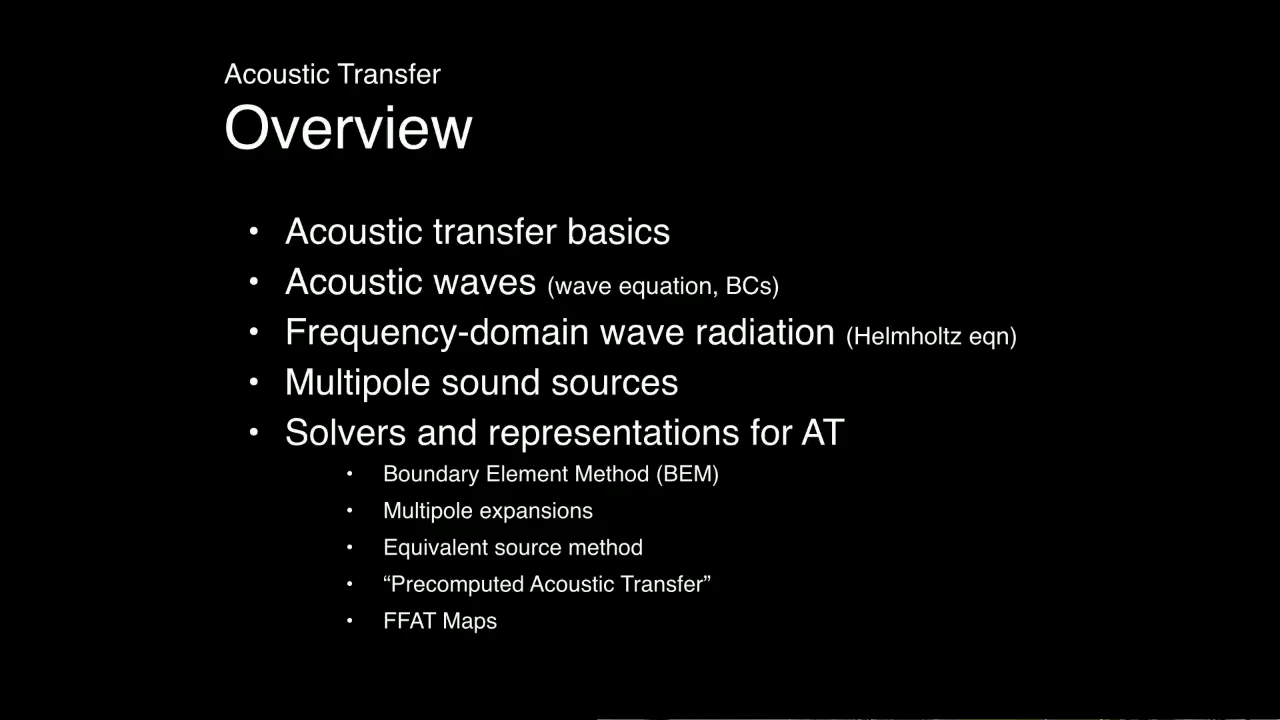 Acoustic Transfer
Overview
• Acoustic transfer basics
• Acoustic waves (wave equation, BCs)
• Frequency-domain wave radiation (Helmholtz eqn)
• Multipole sound sources
• Solvers and representations for AT
• Boundary Element Method (BEM)
• Multipole expansions
• Equivalent source method
• “Precomputed Acoustic Transfer”
• FFAT Maps